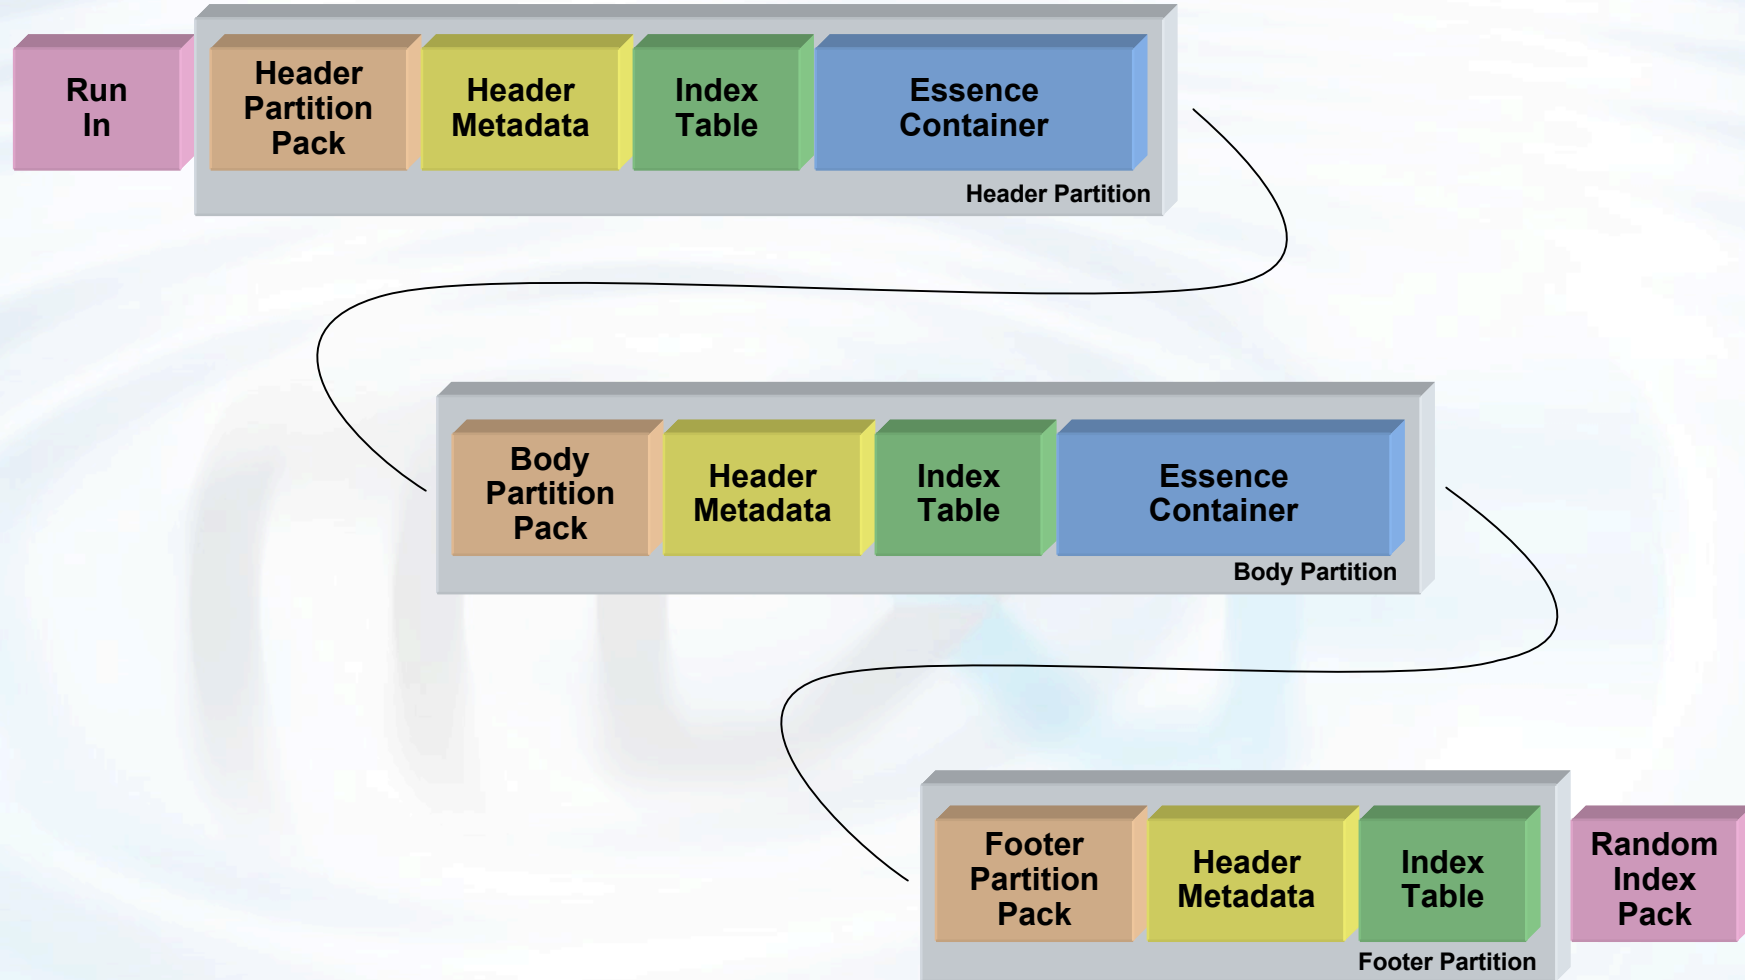 Run
In
Header
Partition
Pack
Header
Metadata
Index
Table
Essence
Container
Header Partition
Body
Partition
Pack
Header
Metadata
Index
Table
Essence
Container
Body Partition
Footer
Partition
Pack
Header
Metadata
Index
Table
Random
Index
Pack
Footer Partition